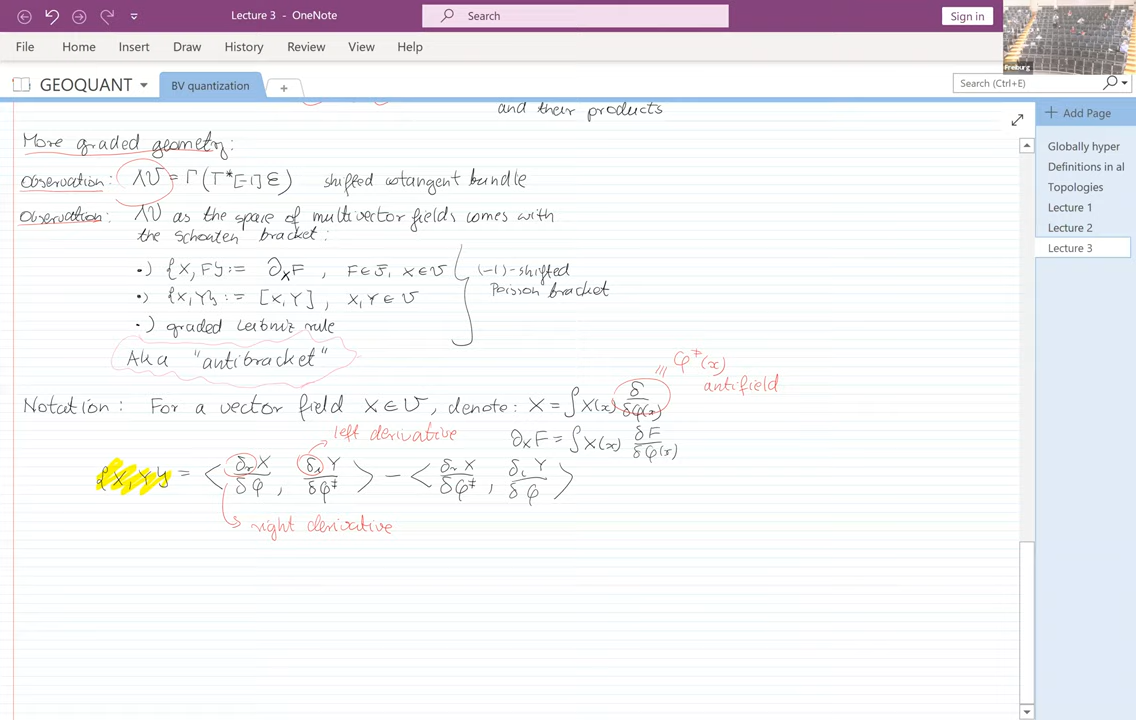 Lecture 3 - OneNote
Search
Sign in
File Home Insert Draw History Review View Help
Freiburg
GEOQUANT
BV quantization
Search (Ctrl+E)
Add Page
Globally hyper
Definitions in al
Topologies
Lecture 1
Lecture 2
Lecture 3
and their products
More graded geometry:
Observation: ΛV = Γ(T*[-1]ℰ) shifted cotangent bundle
Observation: ΛV as the space of multivector fields comes with
the Schouten bracket:
•) {X, F} := ∂_X F , F∈F, X∈V
•) {X,Y} := [X,Y] , X,Y∈V
•) graded Leibniz rule
(-1)-shifted
Poisson bracket
Aka "antibracket"
φ‡(x)
antifield
Notation: For a vector field X∈V, denote: X = ∫X(x) δ/δφ(x)
∂_X F = ∫X(x) δF/δφ(x)
left derivative
{X,Y} = ⟨ δ_r X/δφ , δ_l Y/δφ‡ ⟩ − ⟨ δ_r X/δφ‡ , δ_l Y/δφ ⟩
right derivative